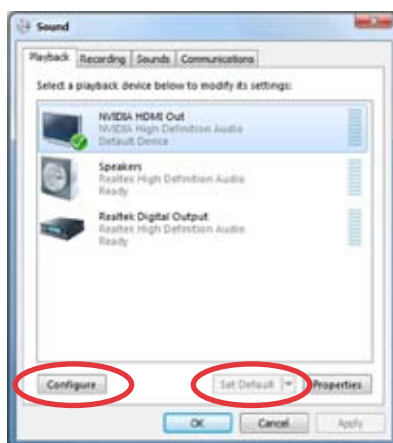 Sound
Playback Recording Sounds Communications
Select a playback device below to modify its settings:
NVIDIA HDMI Out
NVIDIA High Definition Audio
Default Device
Speakers
Realtek High Definition Audio
Ready
Realtek Digital Output
Realtek High Definition Audio
Ready
Configure Set Default Properties
OK Cancel Apply